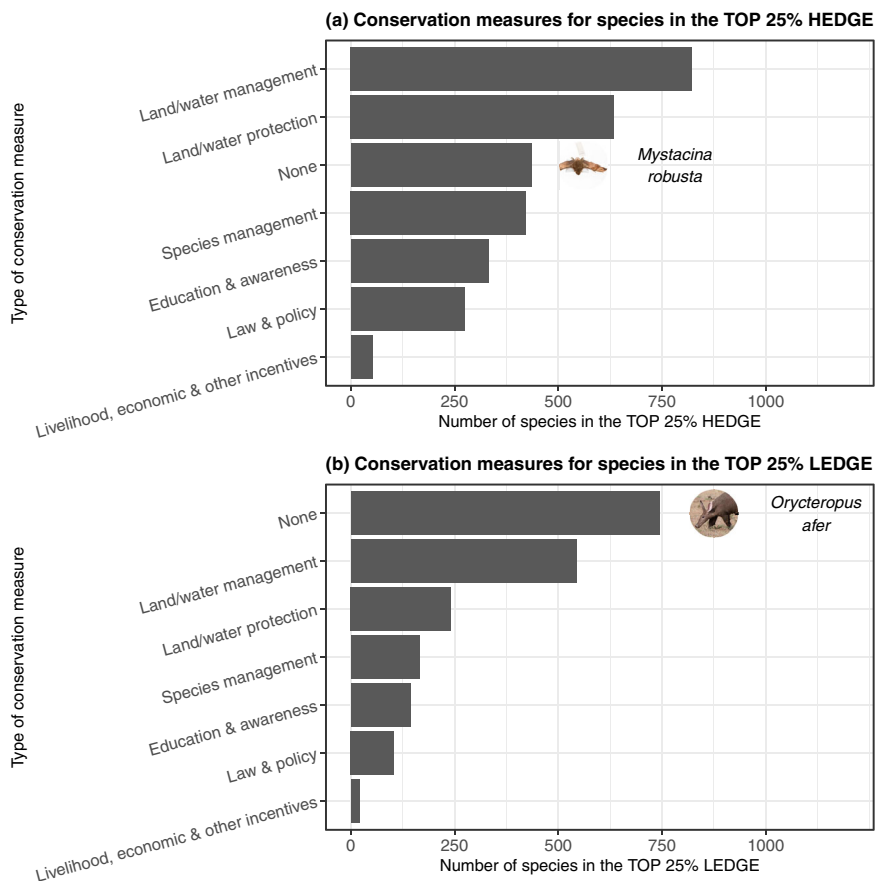 (a) Conservation measures for species in the TOP 25% HEDGE
Type of conservation measure
Land/water management
Land/water protection
None
Species management
Education & awareness
Law & policy
Livelihood, economic & other incentives
Mystacina
robusta
0 250 500 750 1000
Number of species in the TOP 25% HEDGE
(b) Conservation measures for species in the TOP 25% LEDGE
Type of conservation measure
None
Land/water management
Land/water protection
Species management
Education & awareness
Law & policy
Livelihood, economic & other incentives
Orycteropus
afer
0 250 500 750 1000
Number of species in the TOP 25% LEDGE